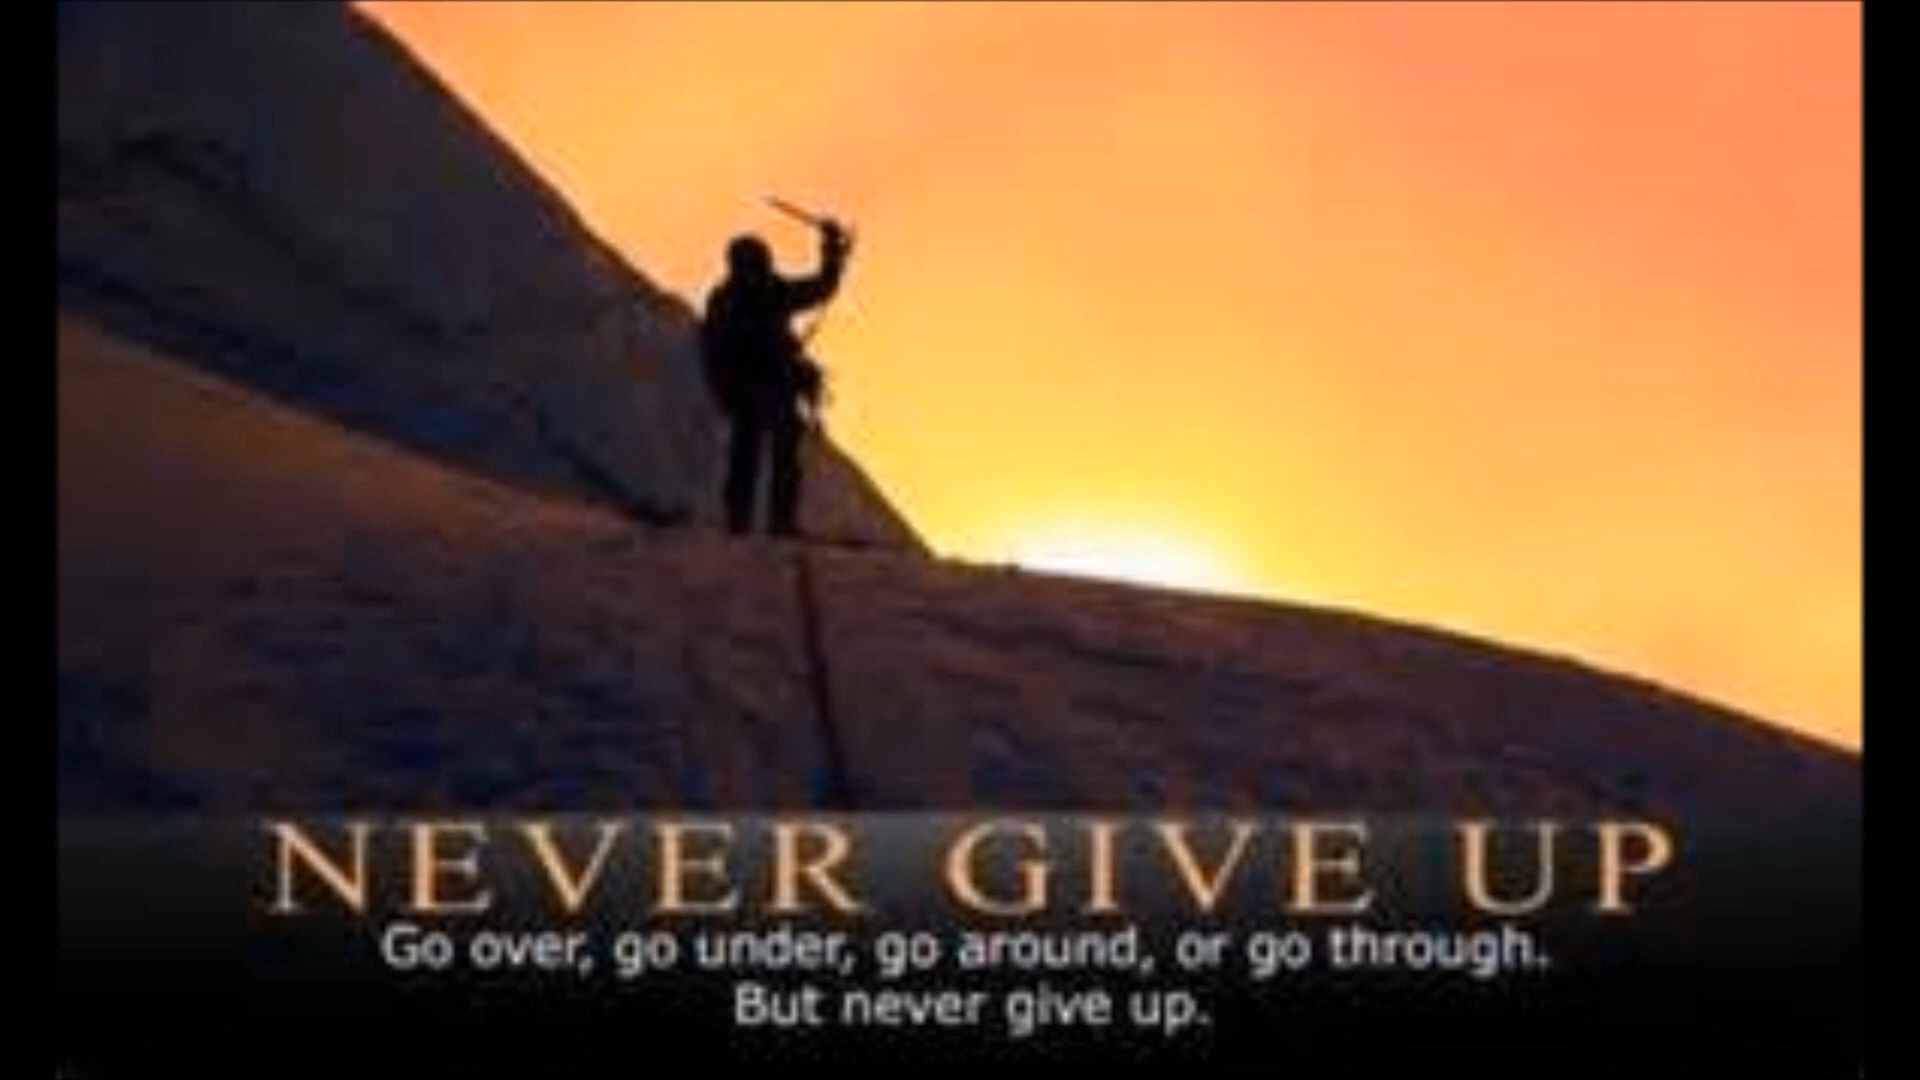 NEVER GIVE UP
Go over, go under, go around, or go through.
But never give up.